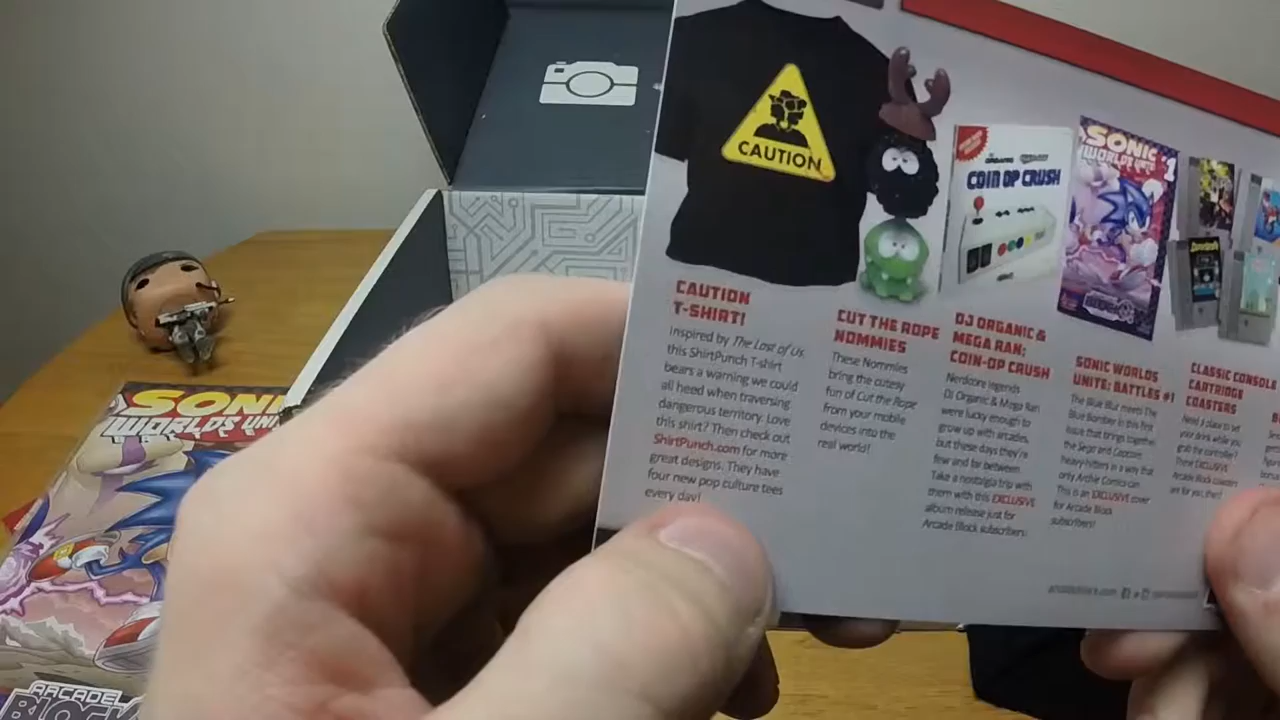 CAUTION
COIN OP CRUSH
SONIC
WORLDS UNITE
#1
CAUTION
T-SHIRT!
Inspired by The Last of Us,
this ShirtPunch T-shirt
bears a warning we could
all heed when traversing
dangerous territory. Love
this shirt? Then check out
ShirtPunch.com for more
great designs. They have
four new pop culture tees
every day!
CUT THE ROPE
NOMMIES
These Nommies
bring the cutesy
fun of Cut the Rope
from your mobile
devices into the
real world!
DJ ORGANIC &
MEGA RAN:
COIN-OP CRUSH
Nerdcore legends
DJ Organic & Mega Ran
were lucky enough to
grow up with arcades,
but these days they're
few and far between.
Take a nostalgia trip with
them with this EXCLUSIVE
album release just for
Arcade Block subscribers.
SONIC WORLDS
UNITE: BATTLES #1
The Blue Blur meets The
Blue Bomber in this first
issue that brings together
the Sega and Capcom
heavy-hitters in a way that
only Archie Comics can.
This is an EXCLUSIVE cover
for Arcade Block
subscribers!
CLASSIC CONSOLE
CARTRIDGE
COASTERS
Need a place to set
your drink while you
grab the controller?
These EXCLUSIVE
Arcade Block coasters
are for you, then!
SONI
WORLDS UNI
ARCADE
BLOCK